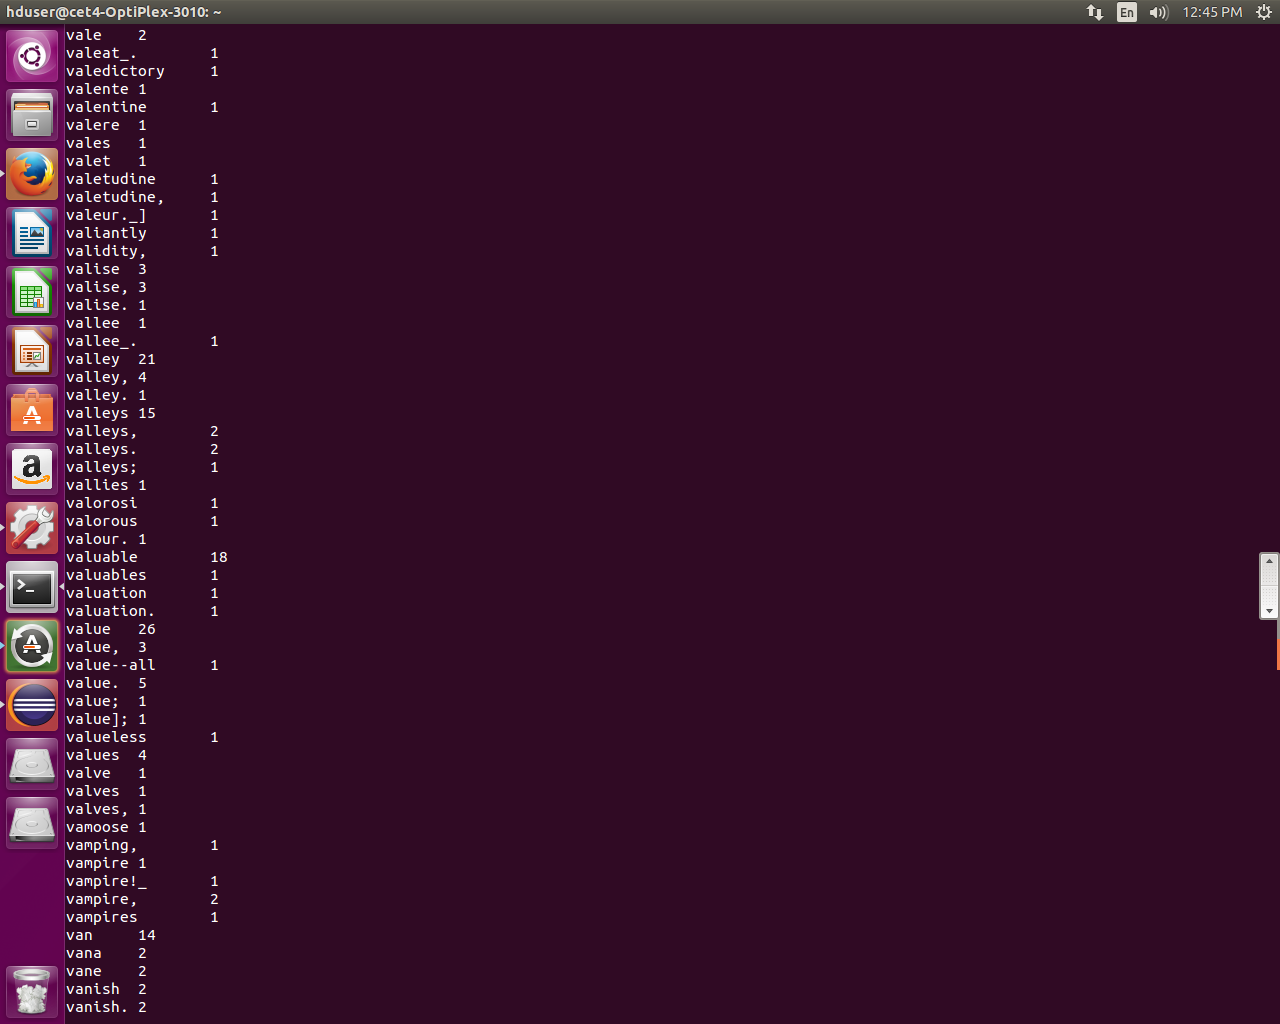 hduser@cet4-OptiPlex-3010: ~ En 12:45 PM
vale 2
valeat_. 1
valedictory 1
valente 1
valentine 1
valere 1
vales 1
valet 1
valetudine 1
valetudine, 1
valeur._] 1
valiantly 1
validity, 1
valise 3
valise, 3
valise. 1
vallee 1
vallee_. 1
valley 21
valley, 4
valley. 1
valleys 15
valleys, 2
valleys. 2
valleys; 1
vallies 1
valorosi 1
valorous 1
valour. 1
valuable 18
valuables 1
valuation 1
valuation. 1
value 26
value, 3
value--all 1
value. 5
value; 1
value]; 1
valueless 1
values 4
valve 1
valves 1
valves, 1
vamoose 1
vamping, 1
vampire 1
vampire!_ 1
vampire, 2
vampires 1
van 14
vana 2
vane 2
vanish 2
vanish. 2